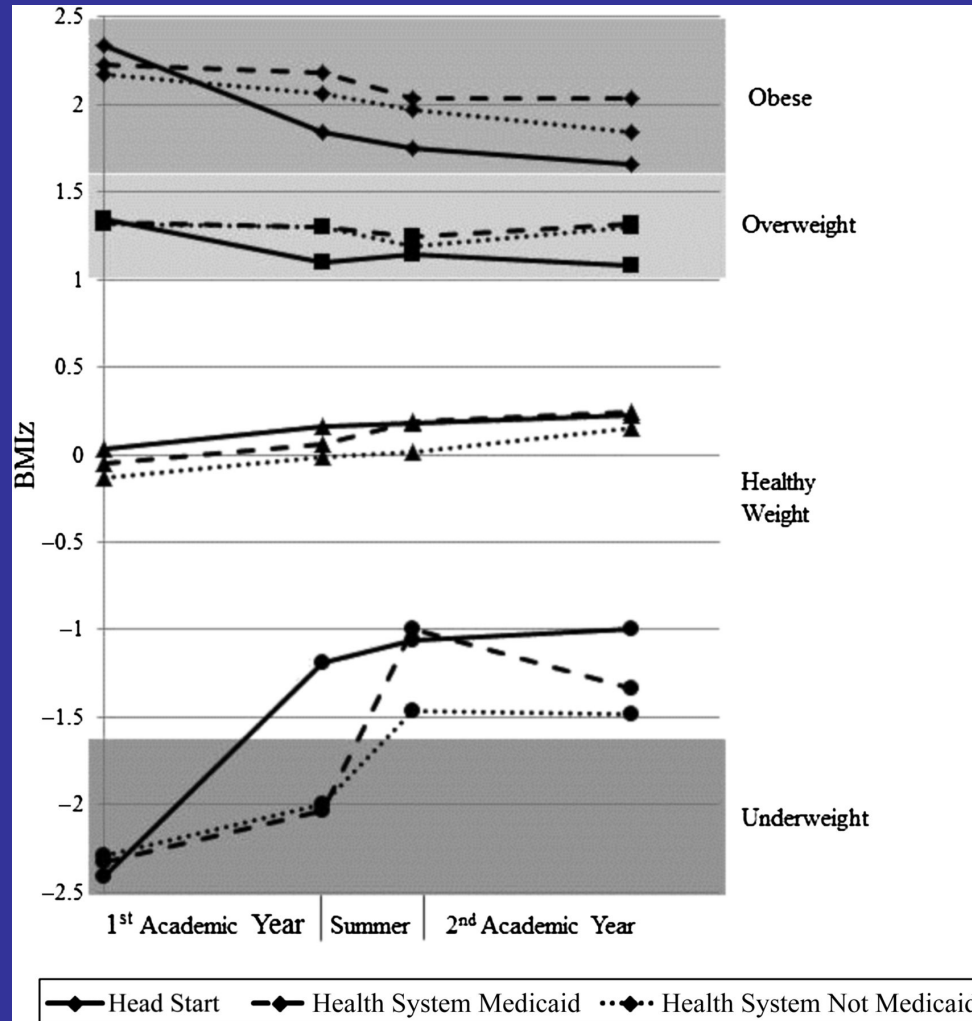 2.5
Obese
2
1.5
Overweight
1
0.5
BMIz
0
Healthy
Weight
–0.5
–1
–1.5
–2
Underweight
–2.5
1st Academic Year | Summer | 2nd Academic Year
Head Start Health System Medicaid Health System Not Medicaid